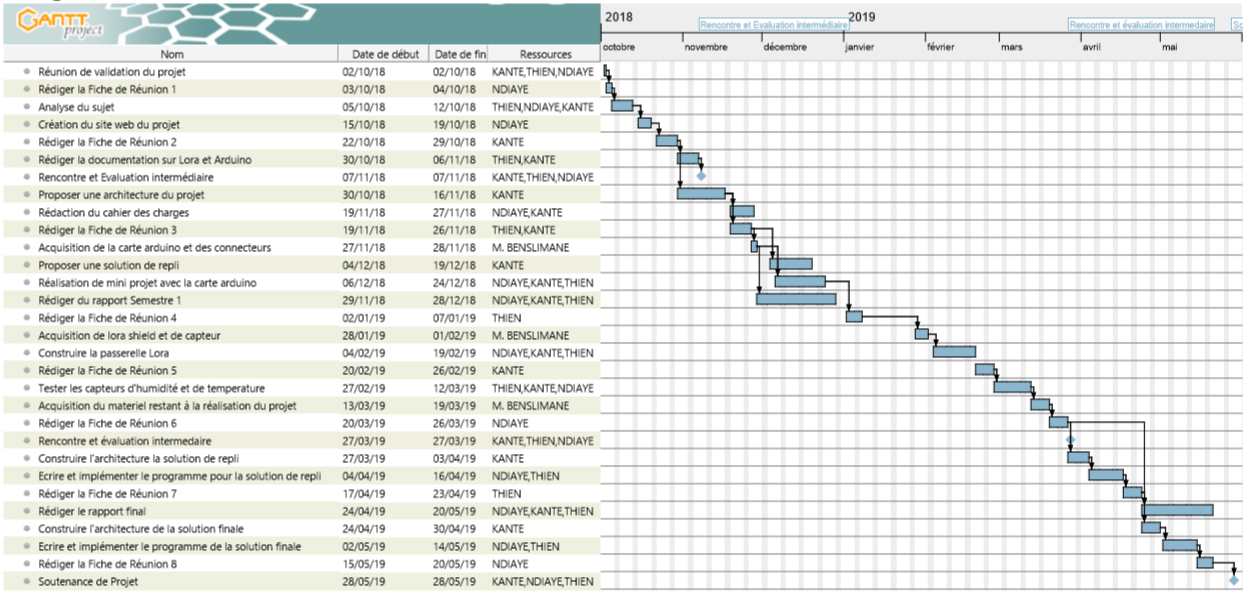 GANTT
project
2018
2019
Rencontre et Evaluation intermédiaire
Rencontre et évaluation intermedaire
So
octobre novembre décembre janvier février mars avril mai
Nom Date de début Date de fin Ressources
Réunion de validation du projet 02/10/18 02/10/18 KANTE,THIEN,NDIAYE
Rédiger la Fiche de Réunion 1 03/10/18 04/10/18 NDIAYE
Analyse du sujet 05/10/18 12/10/18 THIEN,NDIAYE,KANTE
Création du site web du projet 15/10/18 19/10/18 NDIAYE
Rédiger la Fiche de Réunion 2 22/10/18 29/10/18 KANTE
Rédiger la documentation sur Lora et Arduino 30/10/18 06/11/18 THIEN,KANTE
Rencontre et Evaluation intermédiaire 07/11/18 07/11/18 KANTE,THIEN,NDIAYE
Proposer une architecture du projet 30/10/18 16/11/18 KANTE
Rédaction du cahier des charges 19/11/18 27/11/18 NDIAYE,KANTE
Rédiger la Fiche de Réunion 3 19/11/18 26/11/18 THIEN,KANTE
Acquisition de la carte arduino et des connecteurs 27/11/18 28/11/18 M. BENSLIMANE
Proposer une solution de repli 04/12/18 19/12/18 KANTE
Réalisation de mini projet avec la carte arduino 06/12/18 24/12/18 NDIAYE,KANTE,THIEN
Rédiger du rapport Semestre 1 29/11/18 28/12/18 NDIAYE,KANTE,THIEN
Rédiger la Fiche de Réunion 4 02/01/19 07/01/19 THIEN
Acquisition de lora shield et de capteur 28/01/19 01/02/19 M. BENSLIMANE
Construire la passerelle Lora 04/02/19 19/02/19 NDIAYE,KANTE,THIEN
Rédiger la Fiche de Réunion 5 20/02/19 26/02/19 KANTE
Tester les capteurs d'humidité et de temperature 27/02/19 12/03/19 THIEN,KANTE,NDIAYE
Acquisition du materiel restant à la réalisation du projet 13/03/19 19/03/19 M. BENSLIMANE
Rédiger la Fiche de Réunion 6 20/03/19 26/03/19 NDIAYE
Rencontre et évaluation intermedaire 27/03/19 27/03/19 KANTE,THIEN,NDIAYE
Construire l'architecture la solution de repli 27/03/19 03/04/19 KANTE
Ecrire et implémenter le programme pour la solution de repli 04/04/19 16/04/19 NDIAYE,THIEN
Rédiger la Fiche de Réunion 7 17/04/19 23/04/19 THIEN
Rédiger le rapport final 24/04/19 20/05/19 NDIAYE,KANTE,THIEN
Construire l'architecture de la solution finale 24/04/19 30/04/19 KANTE
Ecrire et implémenter le programme de la solution finale 02/05/19 14/05/19 NDIAYE,THIEN
Rédiger la Fiche de Réunion 8 15/05/19 20/05/19 NDIAYE
Soutenance de Projet 28/05/19 28/05/19 KANTE,NDIAYE,THIEN